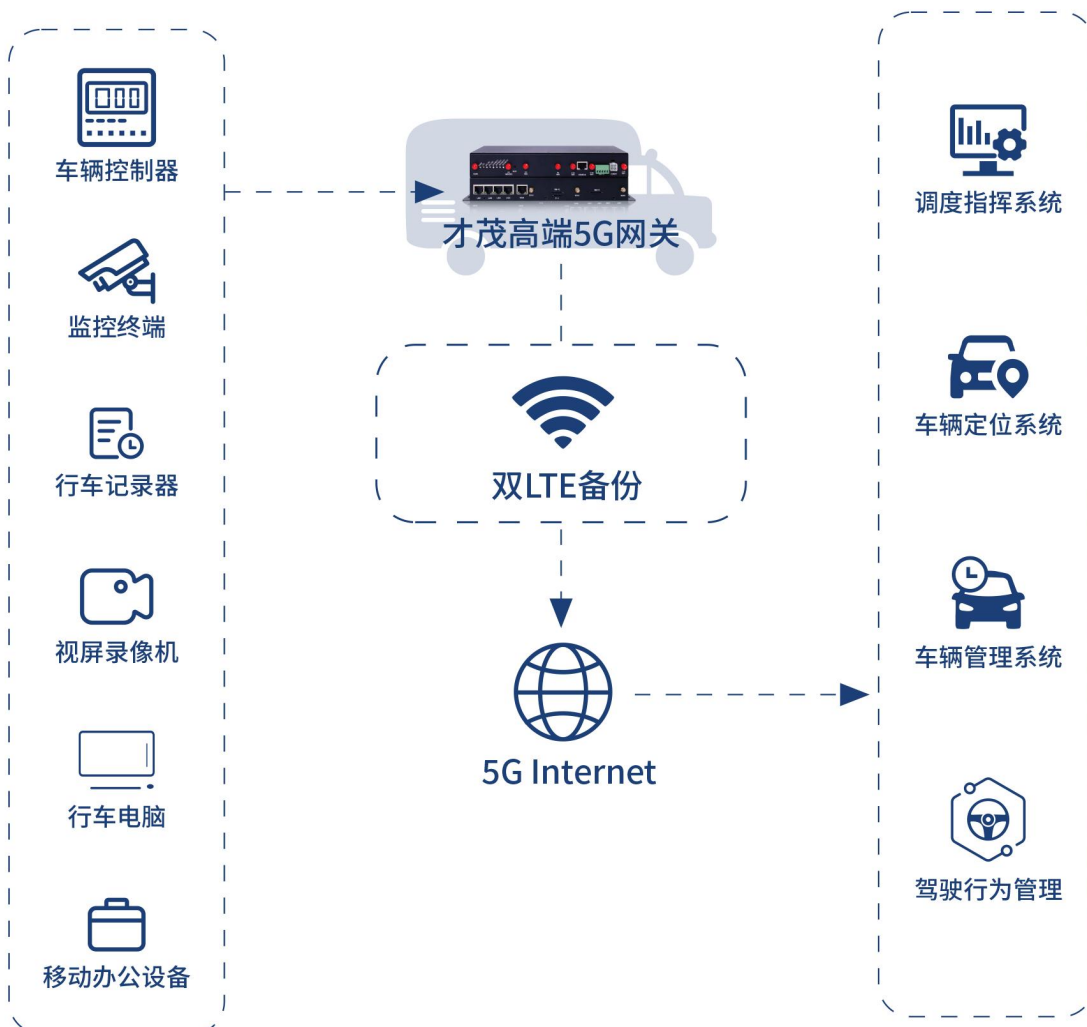 车辆控制器
监控终端
行车记录器
视屏录像机
行车电脑
移动办公设备
才茂高端5G网关
双LTE备份
5G Internet
调度指挥系统
车辆定位系统
车辆管理系统
驾驶行为管理